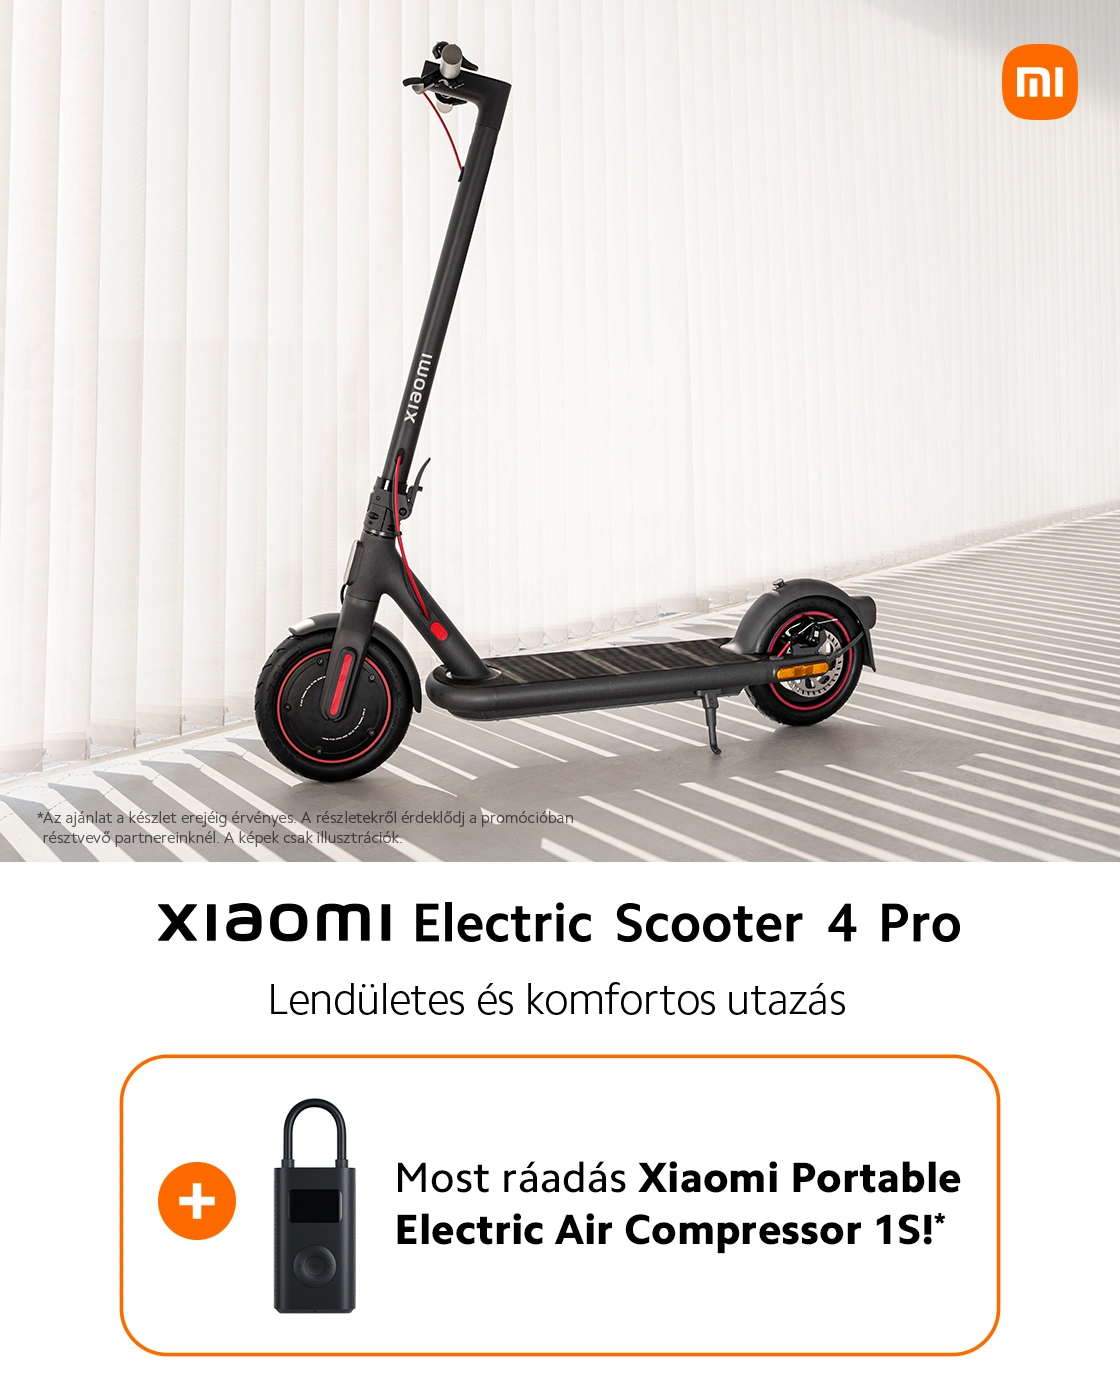 mi
xiaomi
*Az ajánlat a készlet erejéig érvényes. A részletekről érdeklődj a promócióban
résztvevő partnereinknél. A képek csak illusztrációk.
xiaomi Electric Scooter 4 Pro
Lendületes és komfortos utazás
+
Most ráadás Xiaomi Portable
Electric Air Compressor 1S!*